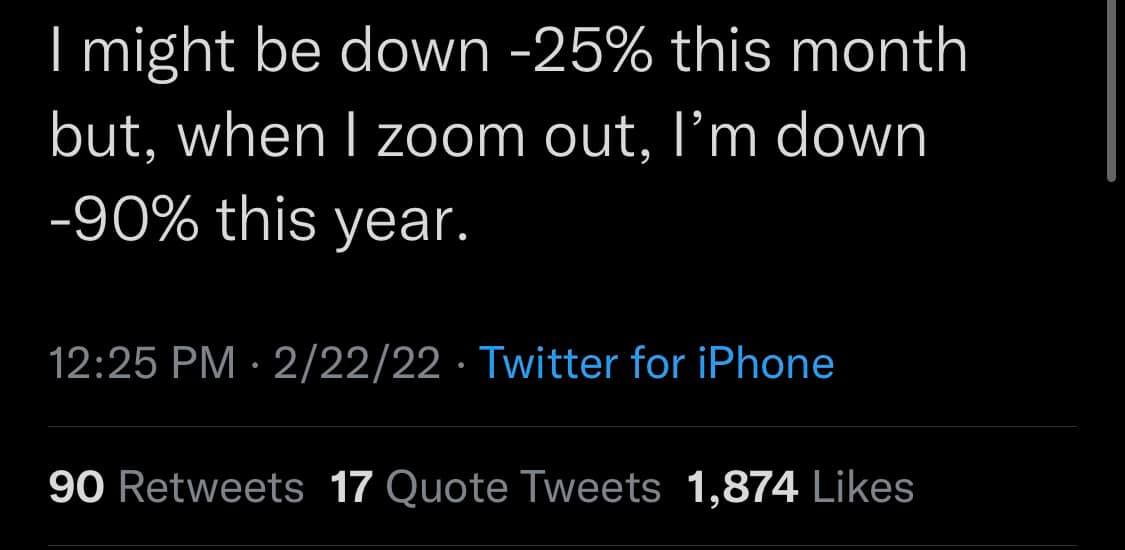 I might be down -25% this month
but, when I zoom out, I’m down
-90% this year.
12:25 PM · 2/22/22 · Twitter for iPhone
90 Retweets 17 Quote Tweets 1,874 Likes